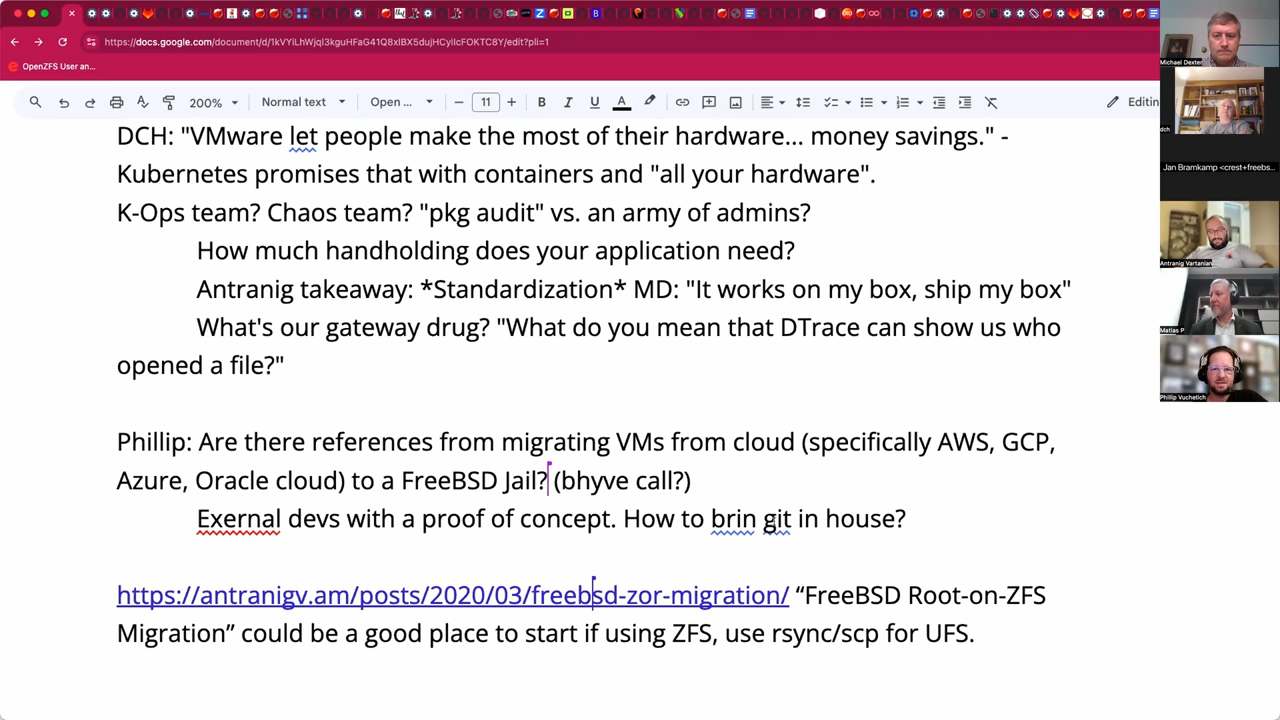 https://docs.google.com/document/d/1kVYiLhWjqI3kguHFaG41Q8xIBX5dujHCyiIcFOKTC8Y/edit?pli=1
OpenZFS User an...
200%
Normal text
Open ...
11
Editin
DCH: "VMware let people make the most of their hardware... money savings." -
Kubernetes promises that with containers and "all your hardware".
K-Ops team? Chaos team? "pkg audit" vs. an army of admins?
How much handholding does your application need?
Antranig takeaway: *Standardization* MD: "It works on my box, ship my box"
What's our gateway drug? "What do you mean that DTrace can show us who
opened a file?"
Phillip: Are there references from migrating VMs from cloud (specifically AWS, GCP,
Azure, Oracle cloud) to a FreeBSD Jail? (bhyve call?)
Exernal devs with a proof of concept. How to brin git in house?
https://antranigv.am/posts/2020/03/freebsd-zor-migration/ “FreeBSD Root-on-ZFS
Migration” could be a good place to start if using ZFS, use rsync/scp for UFS.
Michael Dexter
dch
Jan Bramkamp <crest+freebs...
Antranig Vartanian
Matias P
Phillip Vuchetich